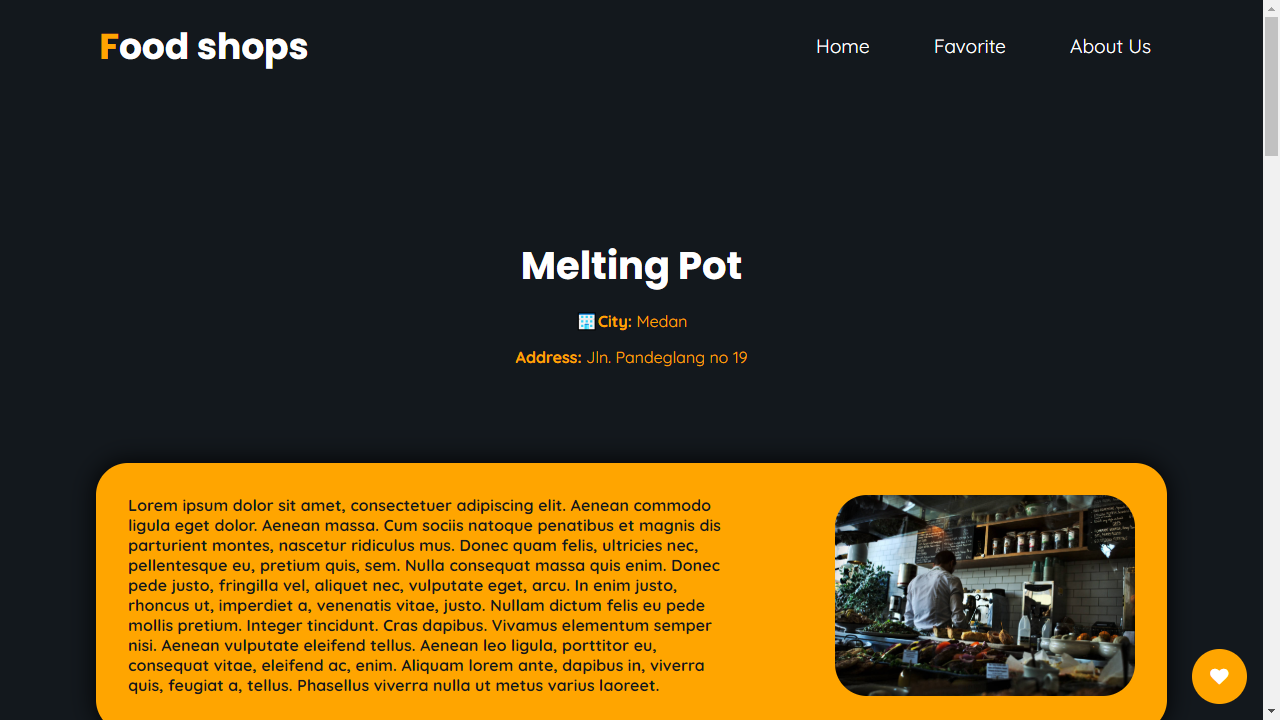 Food shops
Home
Favorite
About Us
Melting Pot
City: Medan
Address: Jln. Pandeglang no 19
Lorem ipsum dolor sit amet, consectetuer adipiscing elit. Aenean commodo
ligula eget dolor. Aenean massa. Cum sociis natoque penatibus et magnis dis
parturient montes, nascetur ridiculus mus. Donec quam felis, ultricies nec,
pellentesque eu, pretium quis, sem. Nulla consequat massa quis enim. Donec
pede justo, fringilla vel, aliquet nec, vulputate eget, arcu. In enim justo,
rhoncus ut, imperdiet a, venenatis vitae, justo. Nullam dictum felis eu pede
mollis pretium. Integer tincidunt. Cras dapibus. Vivamus elementum semper
nisi. Aenean vulputate eleifend tellus. Aenean leo ligula, porttitor eu,
consequat vitae, eleifend ac, enim. Aliquam lorem ante, dapibus in, viverra
quis, feugiat a, tellus. Phasellus viverra nulla ut metus varius laoreet.